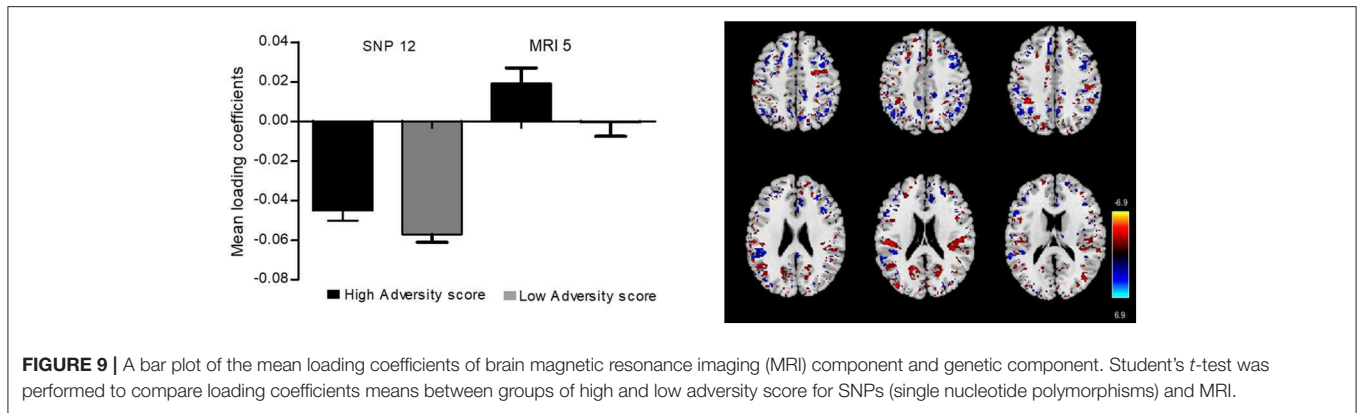 SNP 12 MRI 5
0.04
0.02
0.00
-0.02
-0.04
-0.06
-0.08
Mean loading coefficients
High Adversity score Low Adversity score
-6.9
6.9
FIGURE 9 | A bar plot of the mean loading coefficients of brain magnetic resonance imaging (MRI) component and genetic component. Student's t-test was
performed to compare loading coefficients means between groups of high and low adversity score for SNPs (single nucleotide polymorphisms) and MRI.